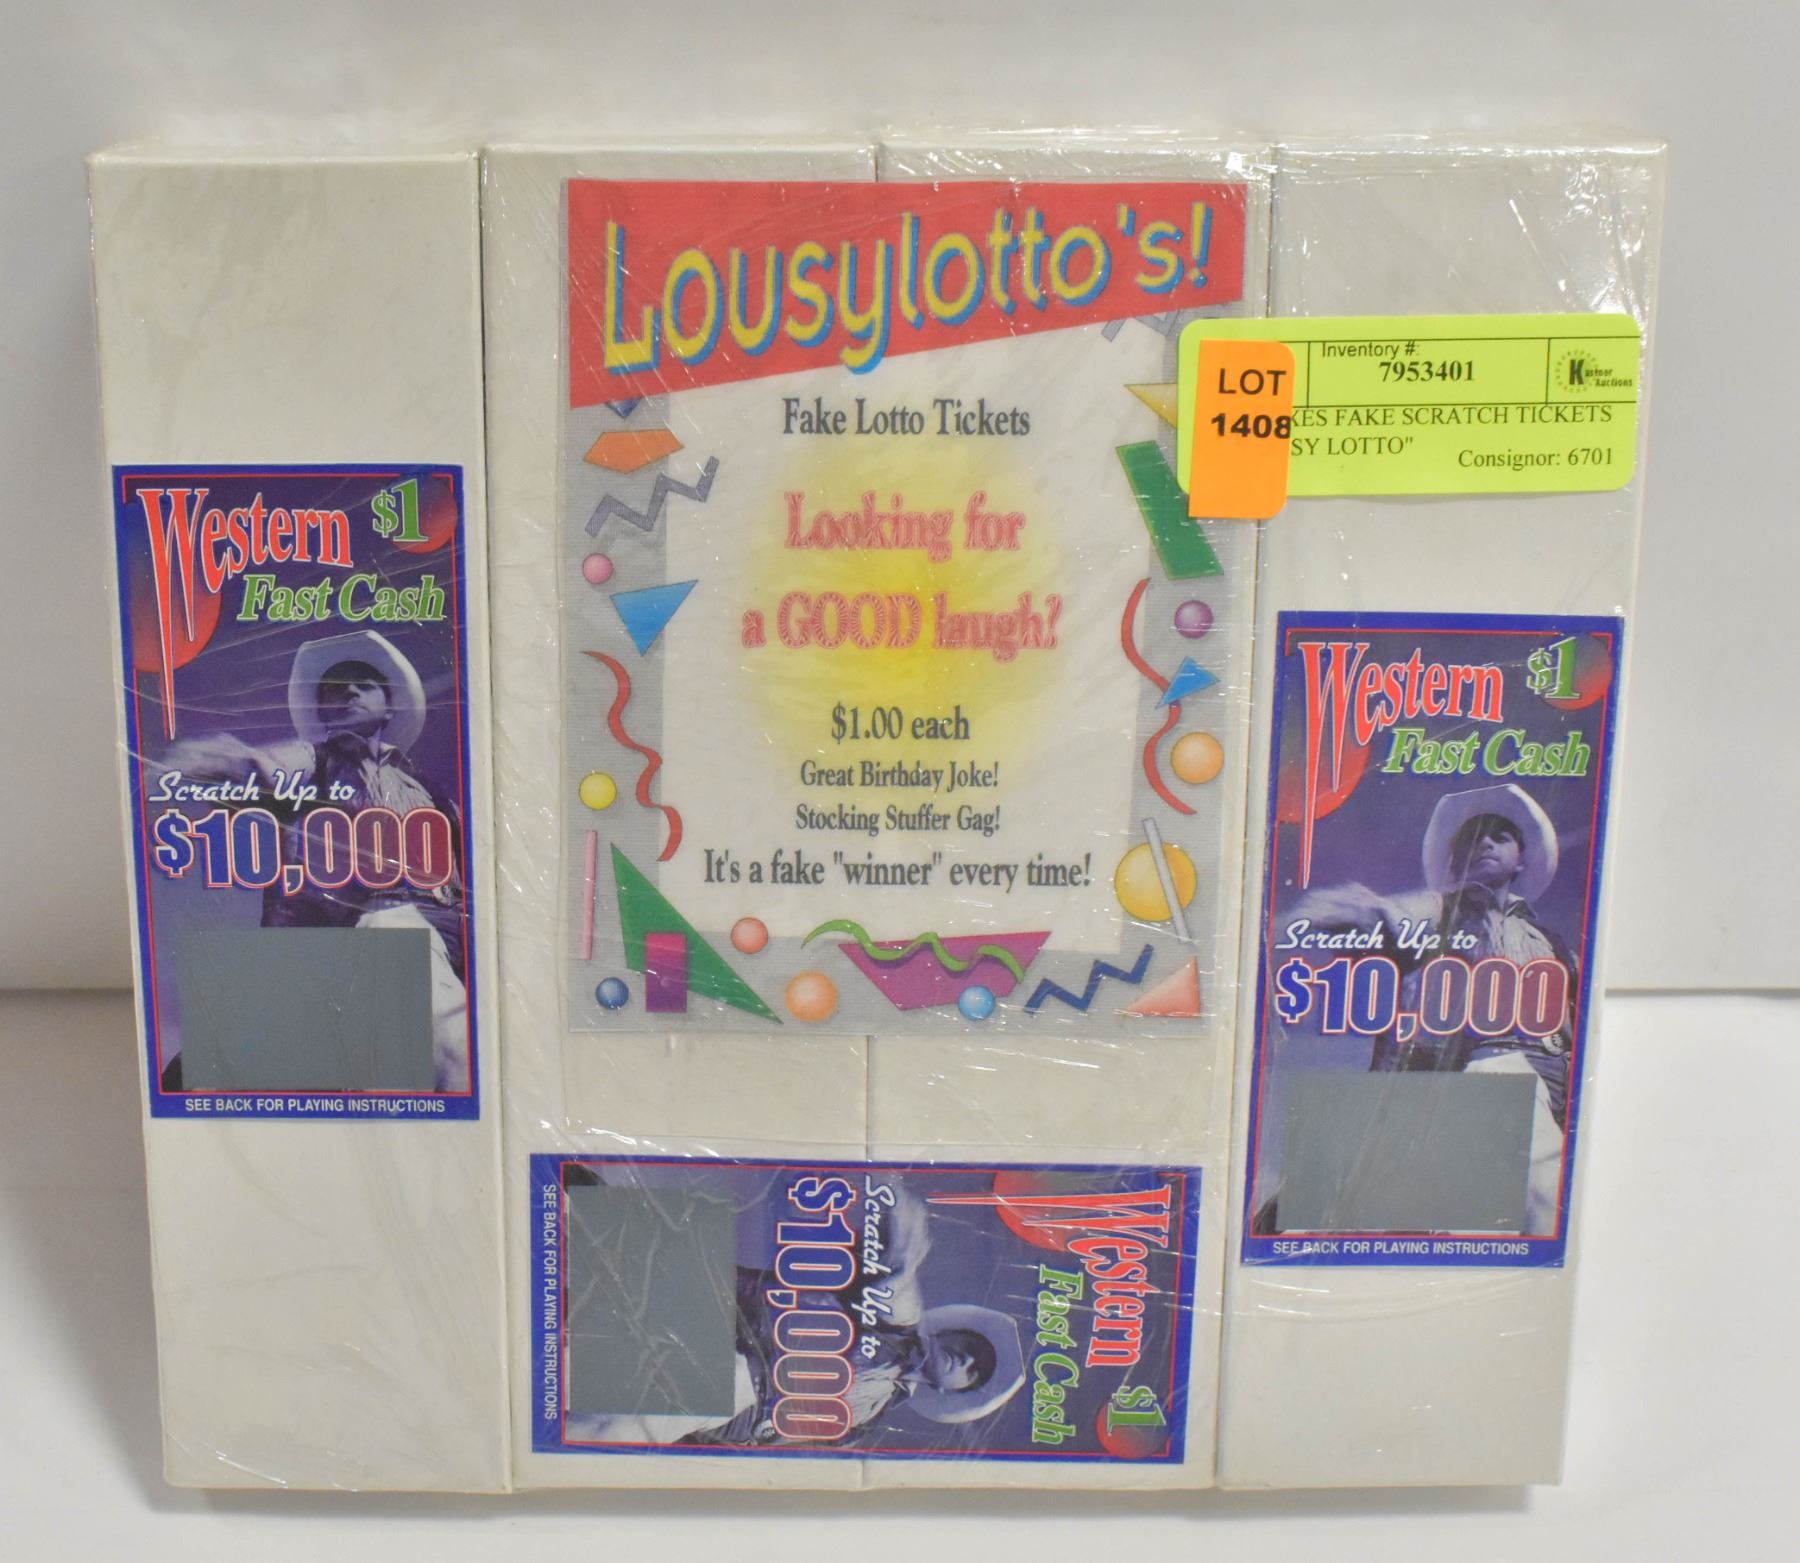 Lousylotto's!
Fake Lotto Tickets
Looking for
a GOOD laugh?
$1.00 each
Great Birthday Joke!
Stocking Stuffer Gag!
It's a fake "winner" every time!
LOT
1408
Inventory #:
7953401
Kastner
Auctions
XES FAKE SCRATCH TICKETS
SY LOTTO"
Consignor: 6701
Western $1
Fast Cash
Scratch Up to
$10,000
SEE BACK FOR PLAYING INSTRUCTIONS
Western $1
Fast Cash
Scratch Up to
$10,000
SEE BACK FOR PLAYING INSTRUCTIONS
Western $1
Fast Cash
Scratch Up to
$10,000
SEE BACK FOR PLAYING INSTRUCTIONS